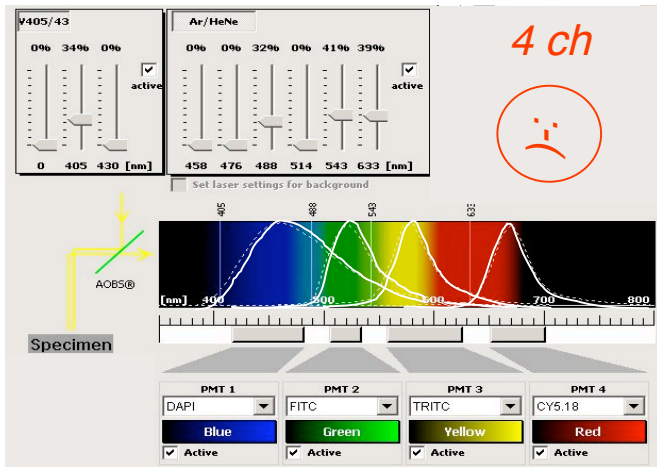 ¥405/43
0% 34% 0%
active
0 405 430 [nm]
Ar/HeNe
0% 0% 32% 0% 41% 39%
active
458 476 488 514 543 633 [nm]
Set laser settings for background
4 ch
405 488 543 633
AOBS®
Specimen
[nm] 400 500 600 700 800
PMT 1 PMT 2 PMT 3 PMT 4
DAPI FITC TRITC CY5.18
Blue Green Yellow Red
Active Active Active Active